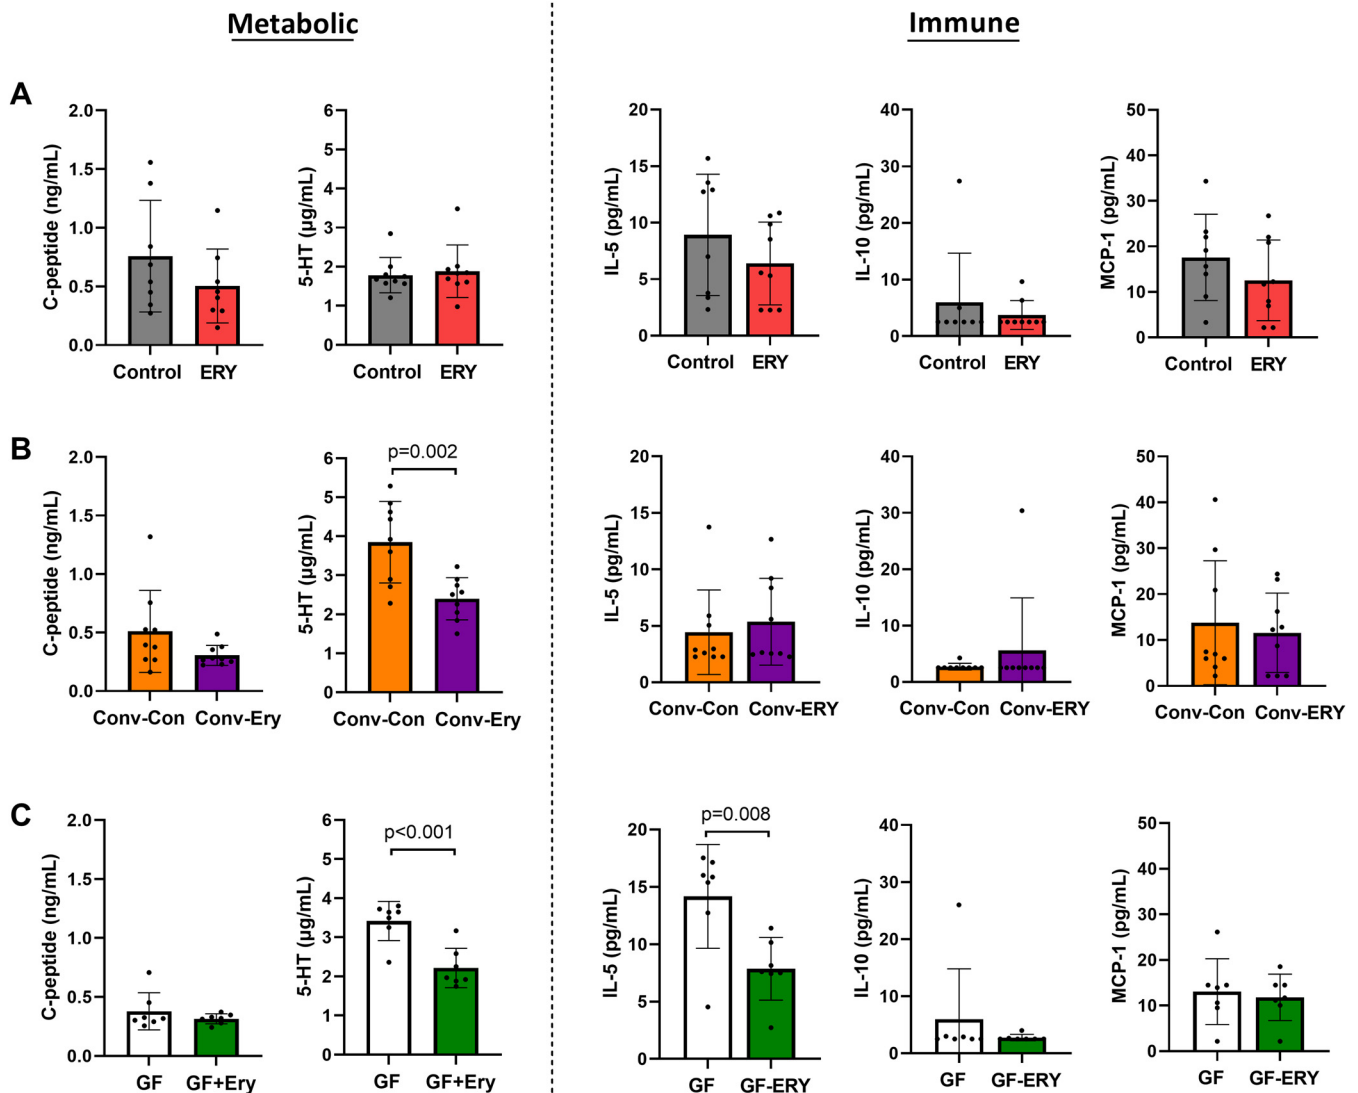 Metabolic
Immune
A
C-peptide (ng/mL)
2.0
1.5
1.0
0.5
0.0
Control ERY
5-HT (µg/mL)
6
5
4
3
2
1
0
Control ERY
IL-5 (pg/mL)
20
15
10
5
0
Control ERY
IL-10 (pg/mL)
40
30
20
10
0
Control ERY
MCP-1 (pg/mL)
50
40
30
20
10
0
Control ERY
B
C-peptide (ng/mL)
2.0
1.5
1.0
0.5
0.0
Conv-Con Conv-Ery
5-HT (µg/mL)
6
5
4
3
2
1
0
p=0.002
Conv-Con Conv-Ery
IL-5 (pg/mL)
20
15
10
5
0
Conv-Con Conv-ERY
IL-10 (pg/mL)
40
30
20
10
0
Conv-Con Conv-ERY
MCP-1 (pg/mL)
50
40
30
20
10
0
Conv-Con Conv-ERY
C
C-peptide (ng/mL)
2.0
1.5
1.0
0.5
0.0
GF GF+Ery
5-HT (µg/mL)
6
5
4
3
2
1
0
p<0.001
GF GF+Ery
IL-5 (pg/mL)
20
15
10
5
0
p=0.008
GF GF-ERY
IL-10 (pg/mL)
40
30
20
10
0
GF GF-ERY
MCP-1 (pg/mL)
50
40
30
20
10
0
GF GF-ERY